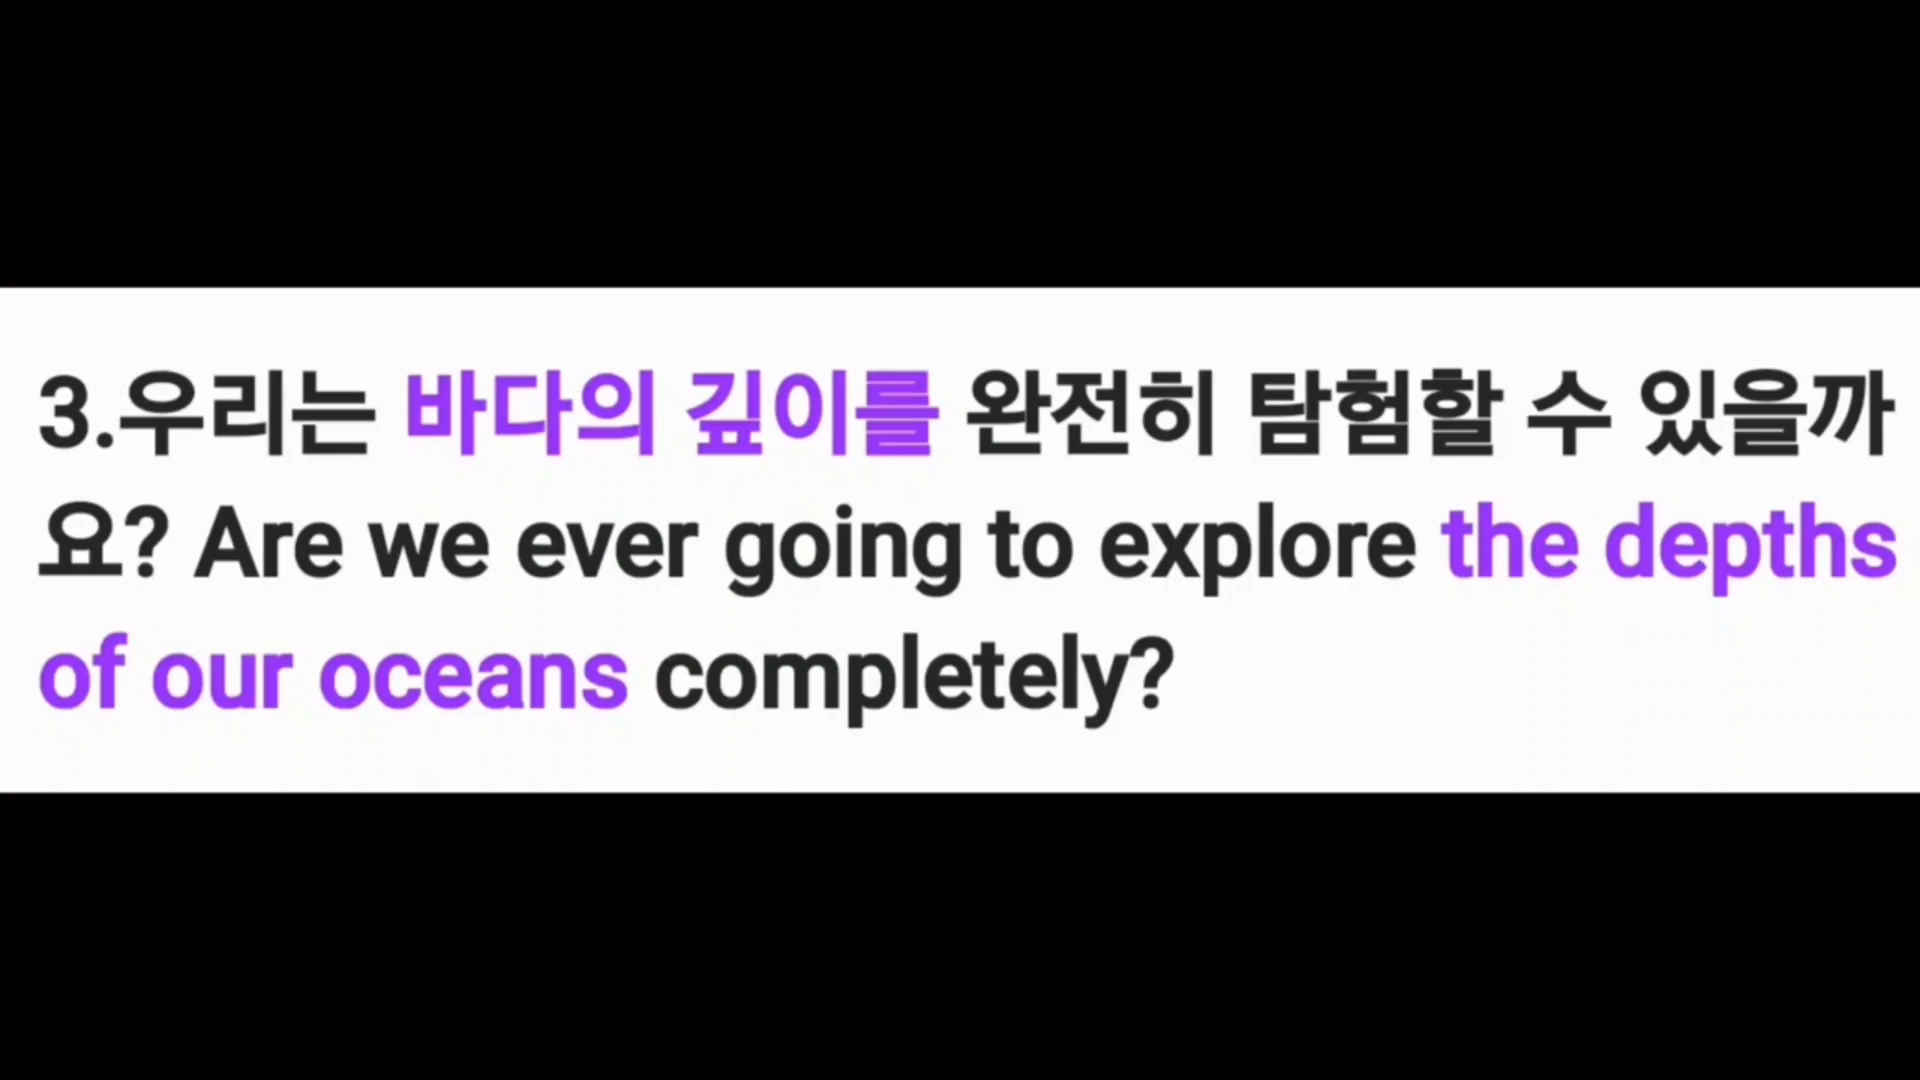 3.우리는 바다의 깊이를 완전히 탐험할 수 있을까
요? Are we ever going to explore the depths
of our oceans completely?